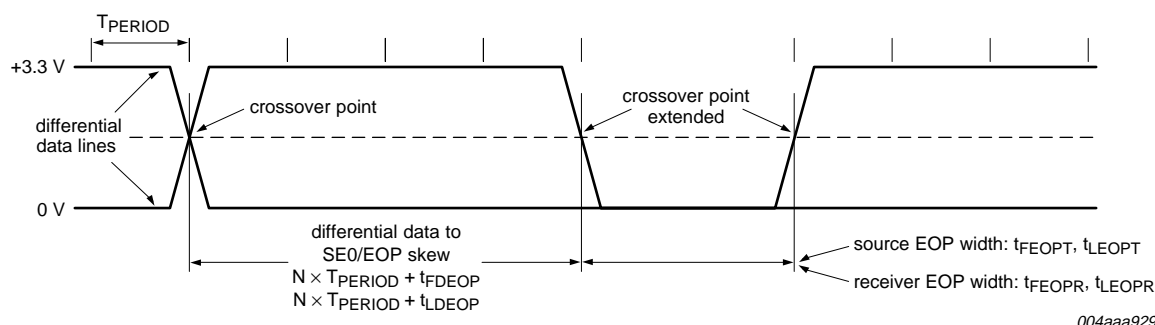 TPERIOD
+3.3 V
crossover point
crossover point
extended
differential
data lines
0 V
differential data to
SE0/EOP skew
N × TPERIOD + tFDEOP
N × TPERIOD + tLDEOP
source EOP width: tFEOPT, tLEOPT
receiver EOP width: tFEOPR, tLEOPR
004aaa929